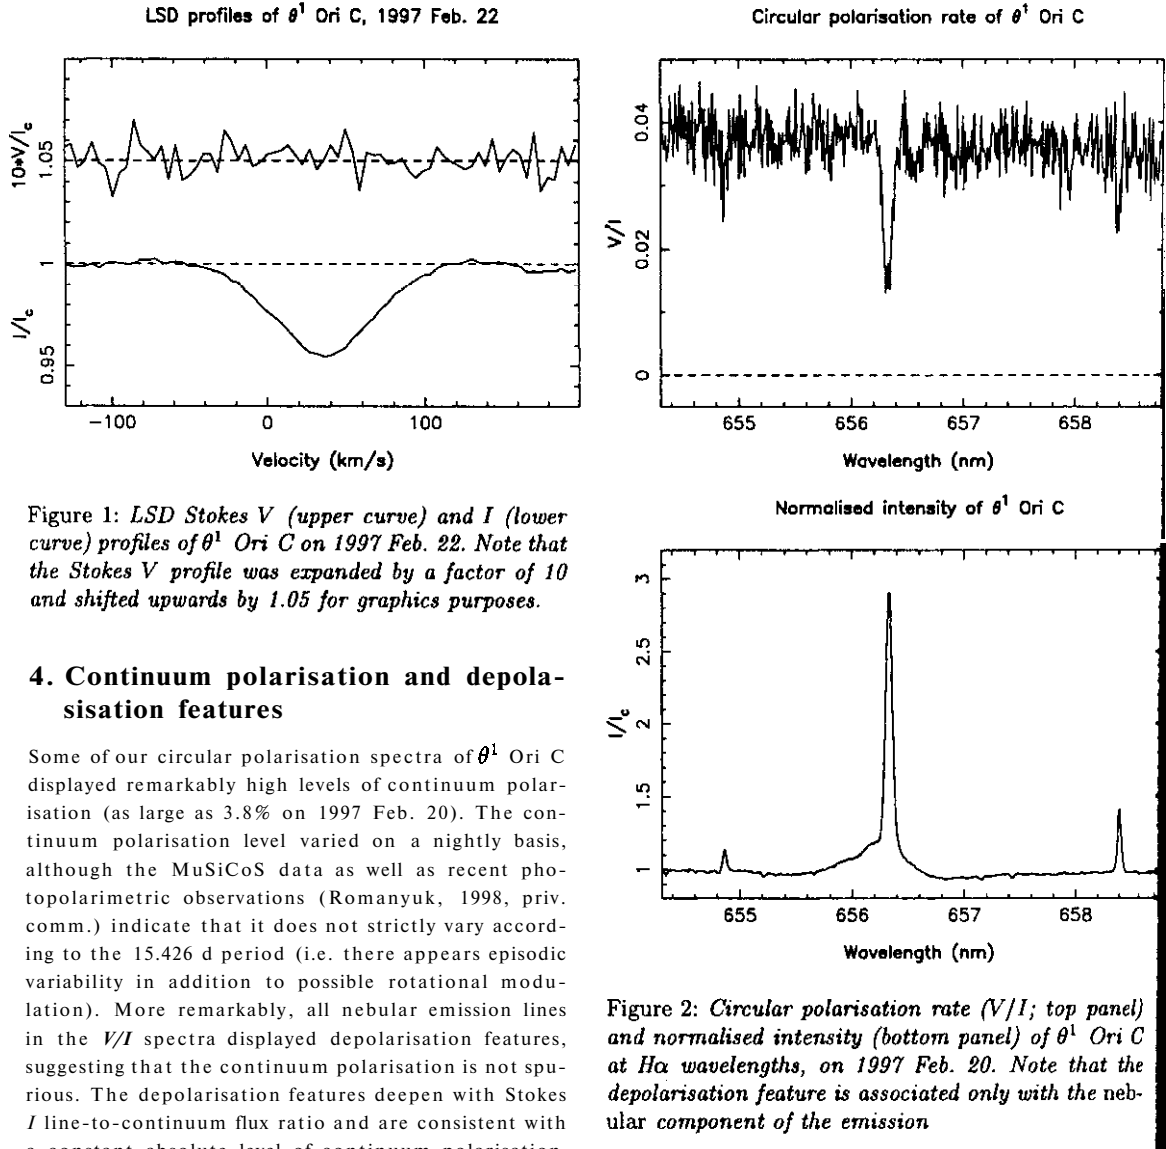 LSD profiles of θ¹ Ori C, 1997 Feb. 22
10*V/I_c
1.05
1
I/I_c
0.95
−100 0 100
Velocity (km/s)
Figure 1: LSD Stokes V (upper curve) and I (lower
curve) profiles of θ¹ Ori C on 1997 Feb. 22. Note that
the Stokes V profile was expanded by a factor of 10
and shifted upwards by 1.05 for graphics purposes.
4. Continuum polarisation and depola-
sisation features
Some of our circular polarisation spectra of θ¹ Ori C
displayed remarkably high levels of continuum polar-
isation (as large as 3.8% on 1997 Feb. 20). The con-
tinuum polarisation level varied on a nightly basis,
although the MuSiCoS data as well as recent pho-
topolarimetric observations (Romanyuk, 1998, priv.
comm.) indicate that it does not strictly vary accord-
ing to the 15.426 d period (i.e. there appears episodic
variability in addition to possible rotational modu-
lation). More remarkably, all nebular emission lines
in the V/I spectra displayed depolarisation features,
suggesting that the continuum polarisation is not spu-
rious. The depolarisation features deepen with Stokes
I line-to-continuum flux ratio and are consistent with
a constant absolute level of continuum polarisation.
Circular polarisation rate of θ¹ Ori C
0.04
V/I
0.02
0
655 656 657 658
Wavelength (nm)
Normalised intensity of θ¹ Ori C
3
2.5
I/I_c
2
1.5
1
655 656 657 658
Wavelength (nm)
Figure 2: Circular polarisation rate (V/I; top panel)
and normalised intensity (bottom panel) of θ¹ Ori C
at Hα wavelengths, on 1997 Feb. 20. Note that the
depolarisation feature is associated only with the neb-
ular component of the emission